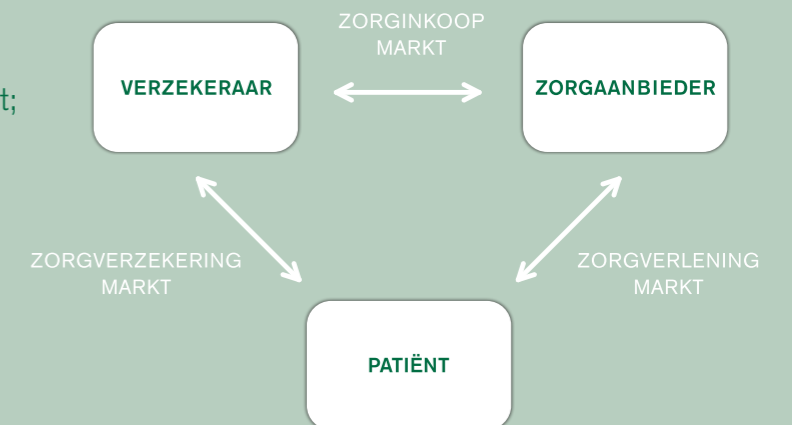 ZORGINKOOP
MARKT
VERZEKERAAR
ZORGAANBIEDER
t;
ZORGVERZEKERING
MARKT
ZORGVERLENING
MARKT
PATIËNT